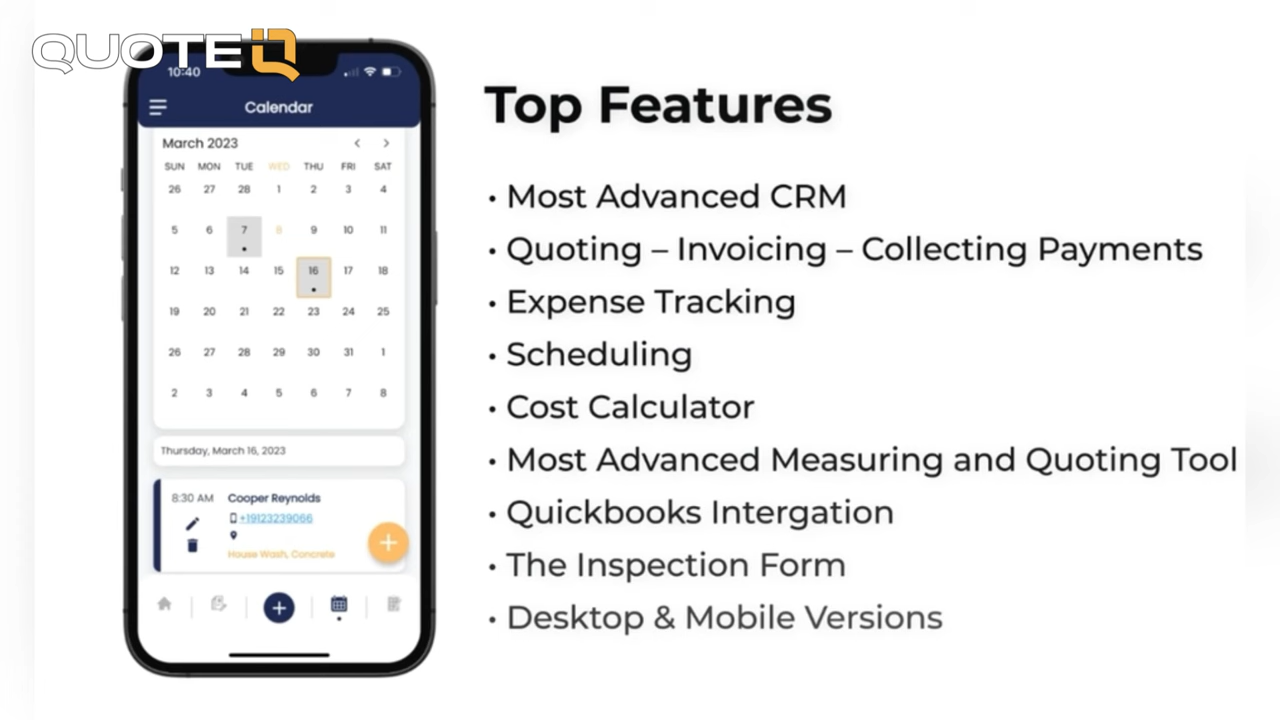 QUOTE IQ
10:40
Calendar
March 2023
SUN MON TUE WED THU FRI SAT
26 27 28 1 2 3 4
5 6 7 8 9 10 11
12 13 14 15 16 17 18
19 20 21 22 23 24 25
26 27 28 29 30 31 1
2 3 4 5 6 7 8
Thursday, March 16, 2023
8:30 AM Cooper Reynolds
+19123239066
House Wash, Concrete
Top Features
• Most Advanced CRM
• Quoting – Invoicing – Collecting Payments
• Expense Tracking
• Scheduling
• Cost Calculator
• Most Advanced Measuring and Quoting Tool
• Quickbooks Intergation
• The Inspection Form
• Desktop & Mobile Versions